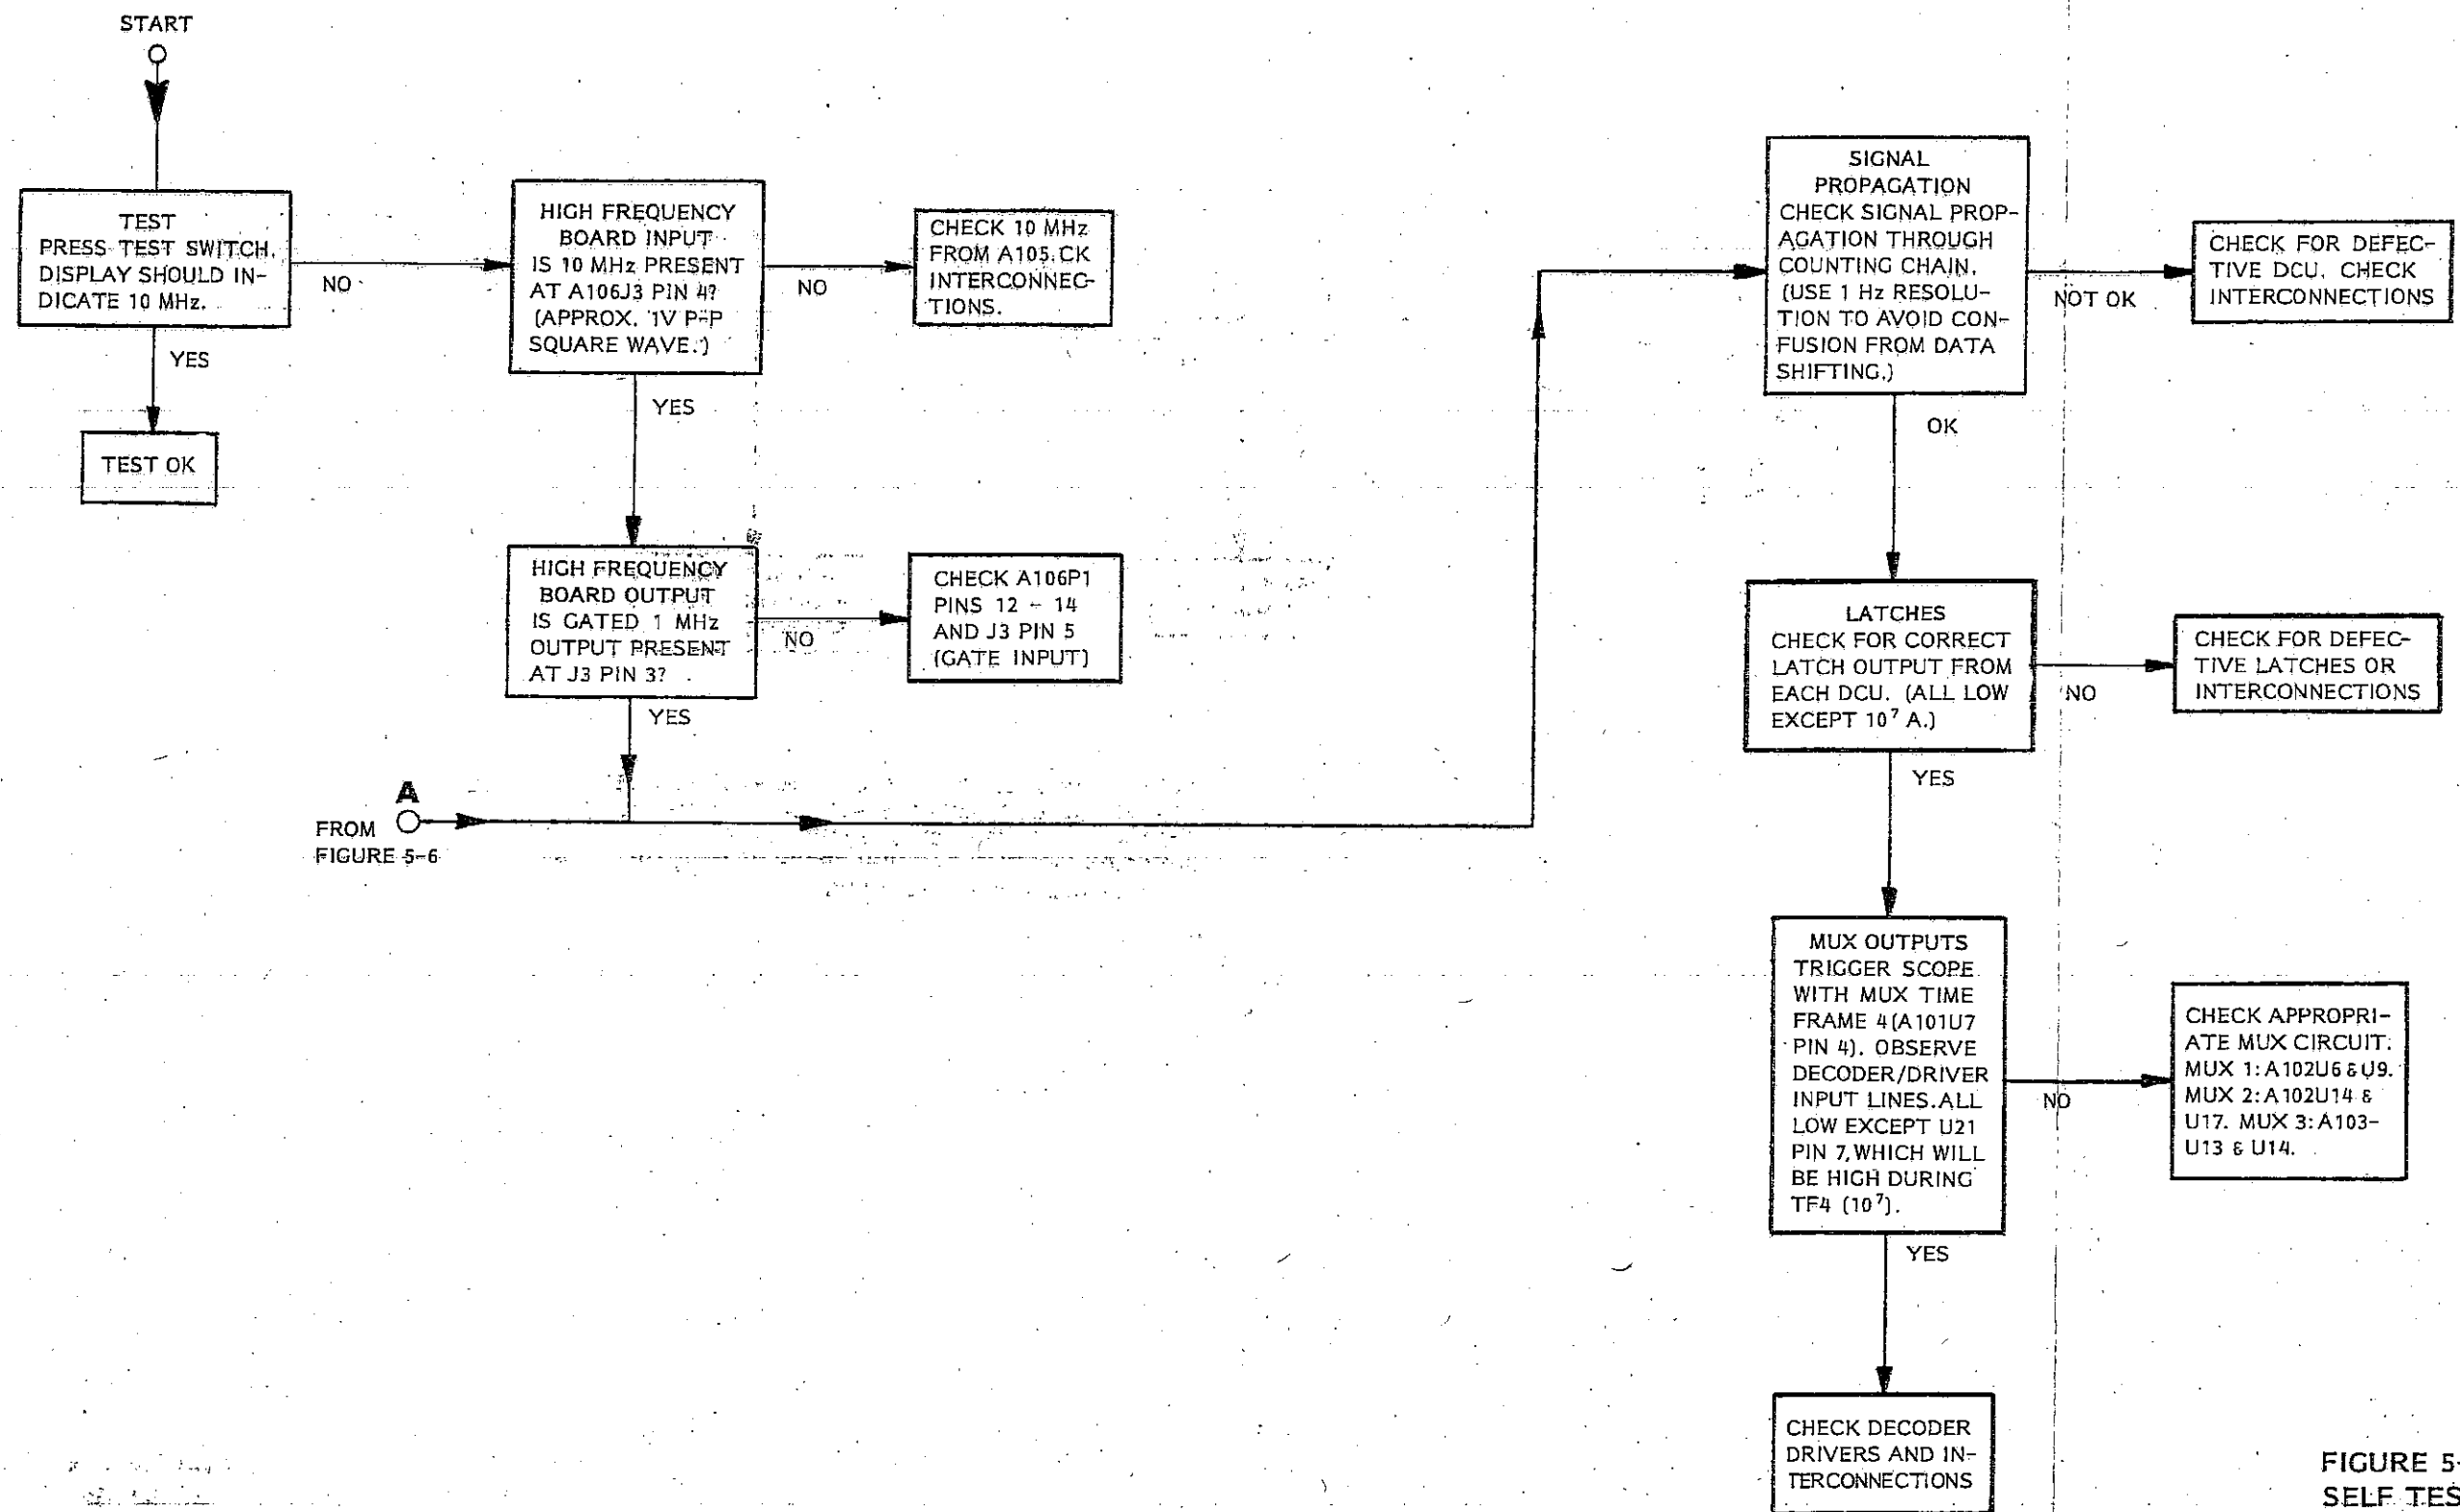 START
TEST
PRESS TEST SWITCH.
DISPLAY SHOULD IN-
DICATE 10 MHz.
NO
YES
TEST OK
HIGH FREQUENCY
BOARD INPUT
IS 10 MHz PRESENT
AT A106J3 PIN 4?
(APPROX. 1V P-P
SQUARE WAVE.)
NO
YES
CHECK 10 MHz
FROM A105. CK
INTERCONNEC-
TIONS.
HIGH FREQUENCY
BOARD OUTPUT
IS GATED 1 MHz
OUTPUT PRESENT
AT J3 PIN 3?
NO
YES
CHECK A106P1
PINS 12 - 14
AND J3 PIN 5
(GATE INPUT)
A
FROM
FIGURE 5-6
SIGNAL
PROPAGATION
CHECK SIGNAL PROP-
AGATION THROUGH
COUNTING CHAIN.
(USE 1 Hz RESOLU-
TION TO AVOID CON-
FUSION FROM DATA
SHIFTING.)
NOT OK
OK
CHECK FOR DEFEC-
TIVE DCU. CHECK
INTERCONNECTIONS
LATCHES
CHECK FOR CORRECT
LATCH OUTPUT FROM
EACH DCU. (ALL LOW
EXCEPT 10⁷ A.)
NO
YES
CHECK FOR DEFEC-
TIVE LATCHES OR
INTERCONNECTIONS
MUX OUTPUTS
TRIGGER SCOPE
WITH MUX TIME
FRAME 4(A101U7
PIN 4). OBSERVE
DECODER/DRIVER
INPUT LINES.ALL
LOW EXCEPT U21
PIN 7,WHICH WILL
BE HIGH DURING
TF4 (10⁷).
NO
YES
CHECK APPROPRI-
ATE MUX CIRCUIT.
MUX 1:A102U6 & U9.
MUX 2:A102U14 &
U17. MUX 3:A103-
U13 & U14.
CHECK DECODER
DRIVERS AND IN-
TERCONNECTIONS
FIGURE 5-
SELF TES